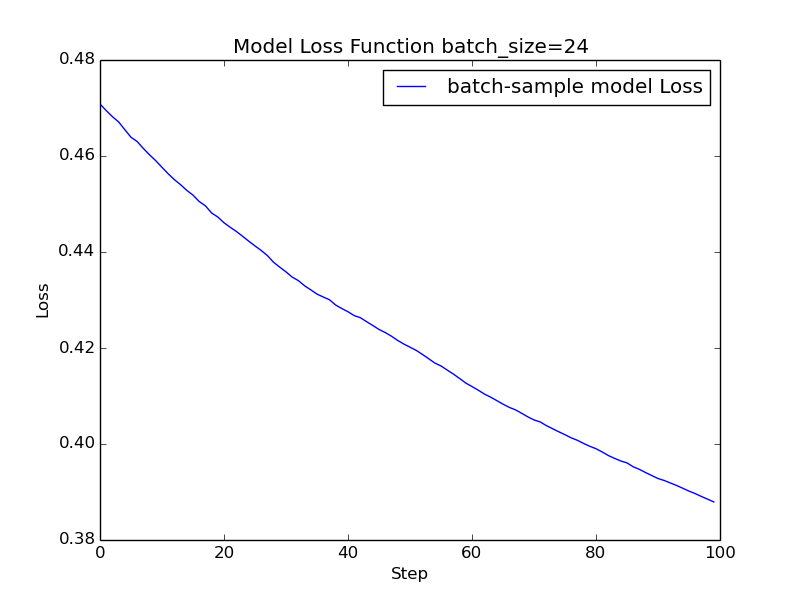 Model Loss Function batch_size=24
batch-sample model Loss
0.48
0.46
0.44
0.42
0.40
0.38
Loss
0 20 40 60 80 100
Step